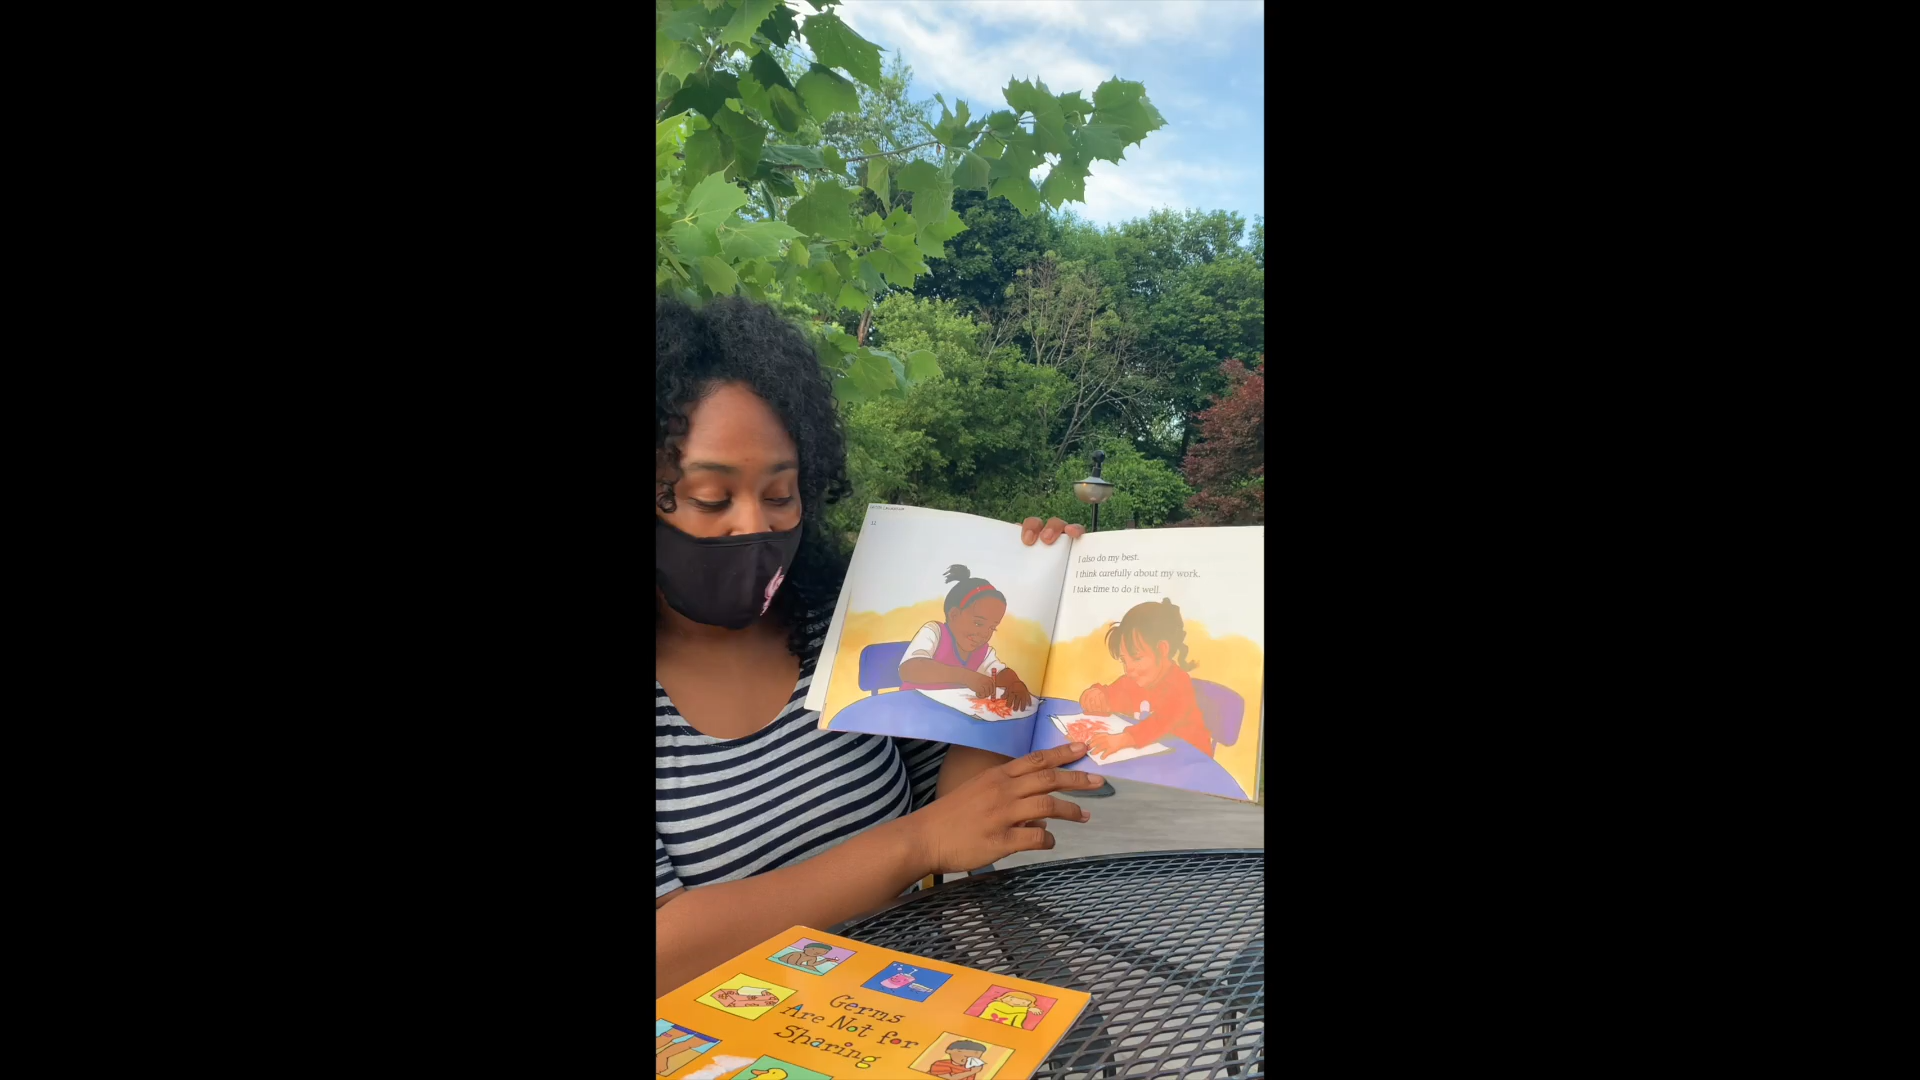 12
I also do my best.
I think carefully about my work.
I take time to do it well.
Germs
Are Not for
Sharing